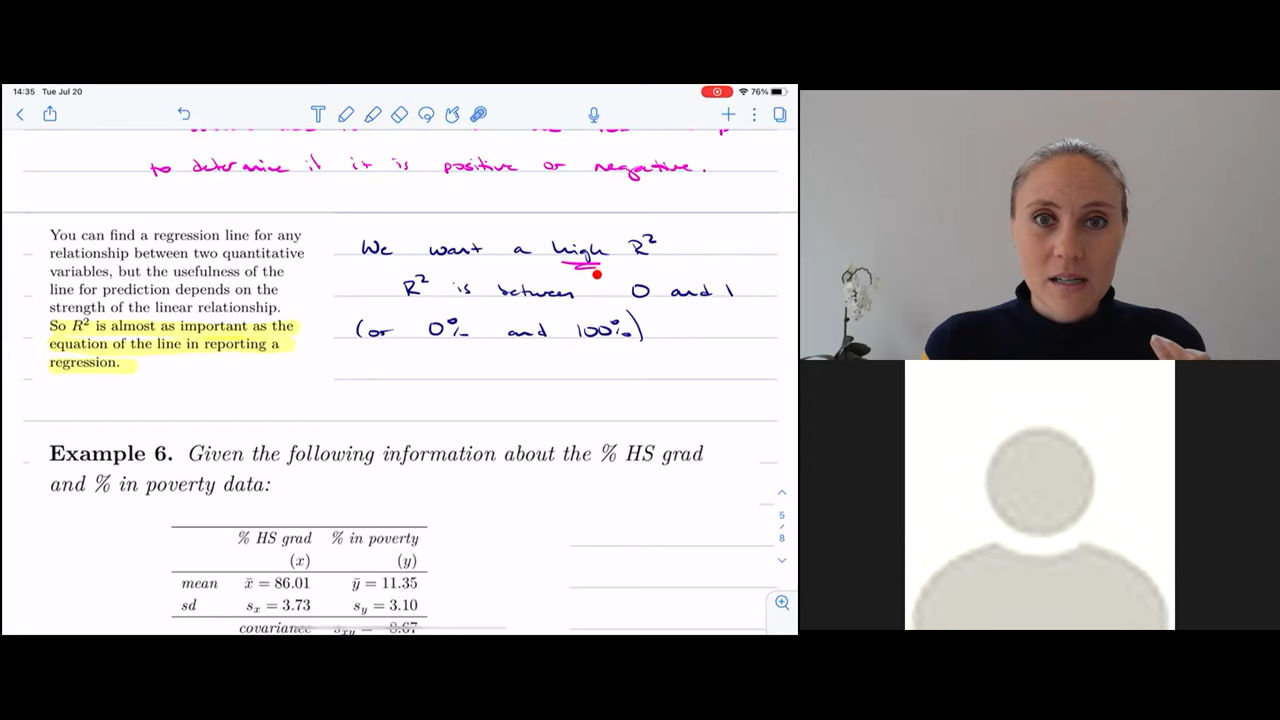 14:35 Tue Jul 20
76%
to determine if it is positive or negative.
You can find a regression line for any
relationship between two quantitative
variables, but the usefulness of the
line for prediction depends on the
strength of the linear relationship.
So R² is almost as important as the
equation of the line in reporting a
regression.
We want a high R²
R² is between 0 and 1
(or 0% and 100%)
Example 6. Given the following information about the % HS grad
and % in poverty data:
% HS grad % in poverty
(x) (y)
mean x̄ = 86.01 ȳ = 11.35
sd sₓ = 3.73 s_y = 3.10
covariance s_xy = 8.67
5
/
8